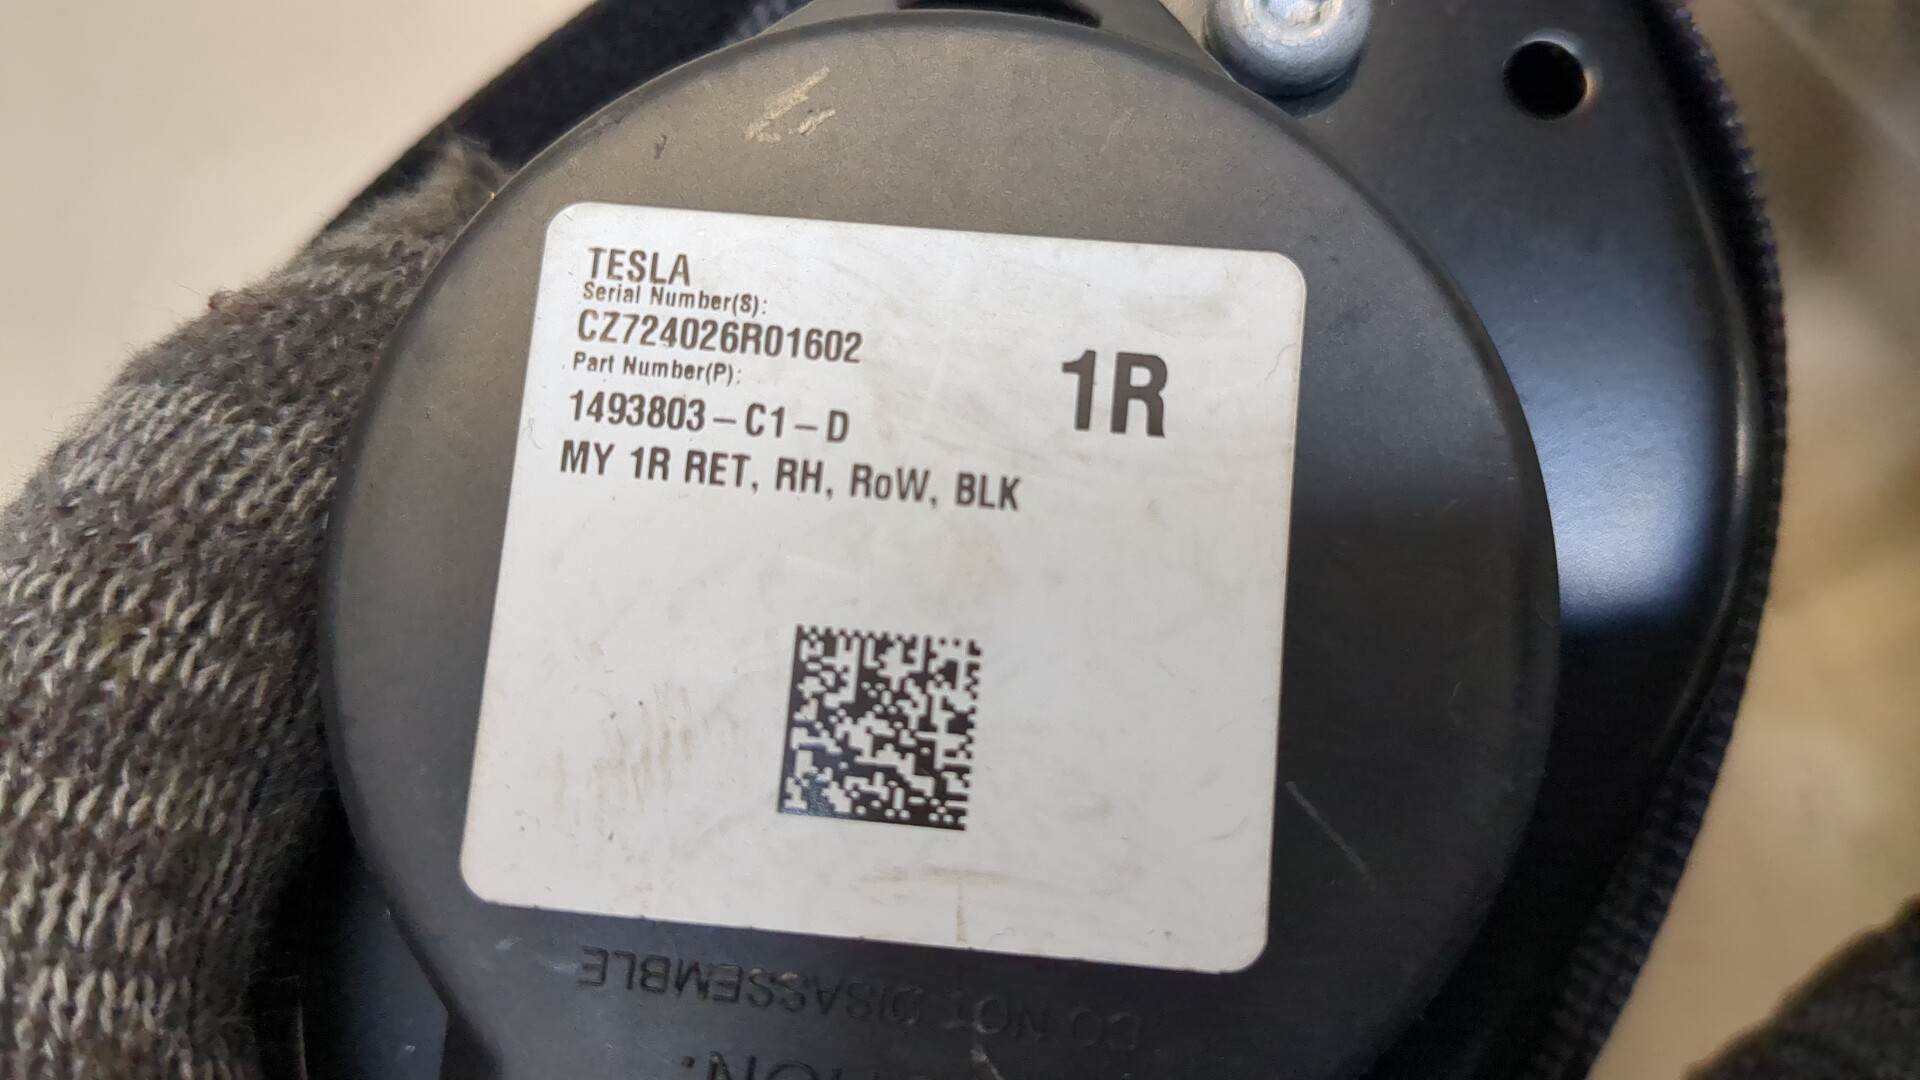 TESLA
Serial Number(S):
CZ724026R01602
Part Number(P):
1493803-C1-D
1R
MY 1R RET, RH, RoW, BLK
DO NOT DISASSEMBLE